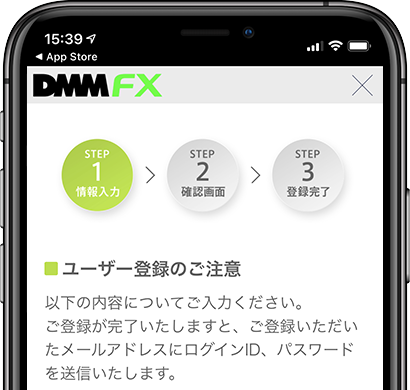 15:39
App Store
DMM FX
STEP
1
情報入力
STEP
2
確認画面
STEP
3
登録完了
ユーザー登録のご注意
以下の内容についてご入力ください。
ご登録が完了いたしますと、ご登録いただい
たメールアドレスにログインID、パスワード
を送信いたします。